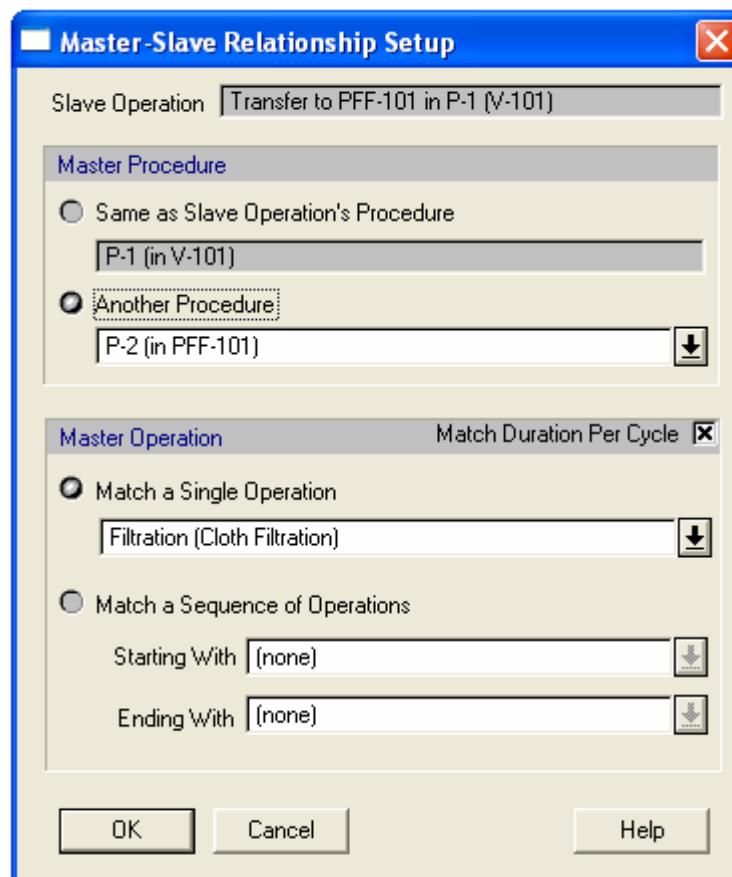 Master-Slave Relationship Setup
Slave Operation Transfer to PFF-101 in P-1 (V-101)
Master Procedure
Same as Slave Operation's Procedure
P-1 (in V-101)
Another Procedure
P-2 (in PFF-101)
Master Operation Match Duration Per Cycle
Match a Single Operation
Filtration (Cloth Filtration)
Match a Sequence of Operations
Starting With (none)
Ending With (none)
OK Cancel Help